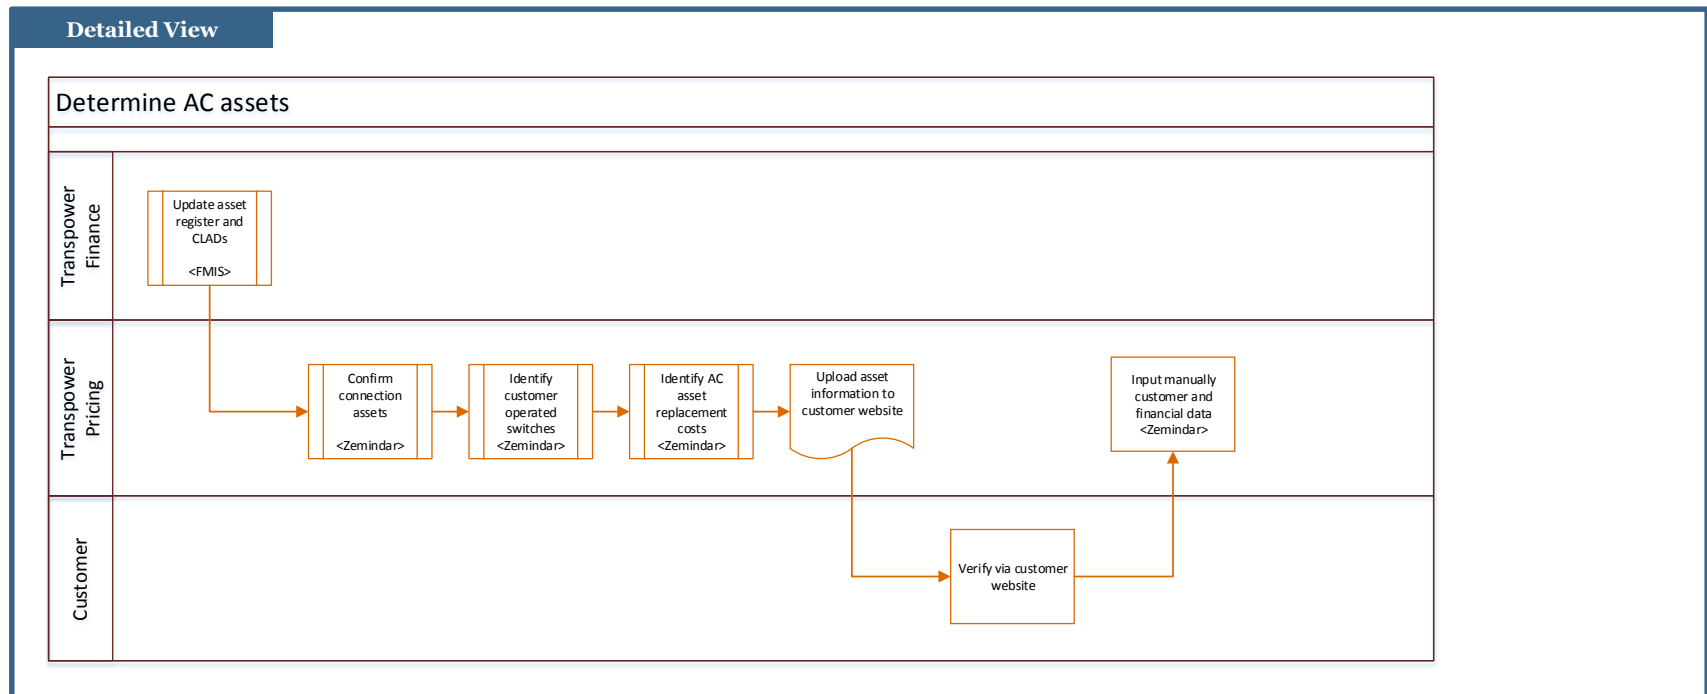 Detailed View
Determine AC assets
Transpower
Finance
Update asset
register and
CLADs
<FMIS>
Transpower
Pricing
Confirm
connection
assets
<Zemindar>
Identify
customer
operated
switches
<Zemindar>
Identify AC
asset
replacement
costs
<Zemindar>
Upload asset
information to
customer website
Input manually
customer and
financial data
<Zemindar>
Customer
Verify via customer
website